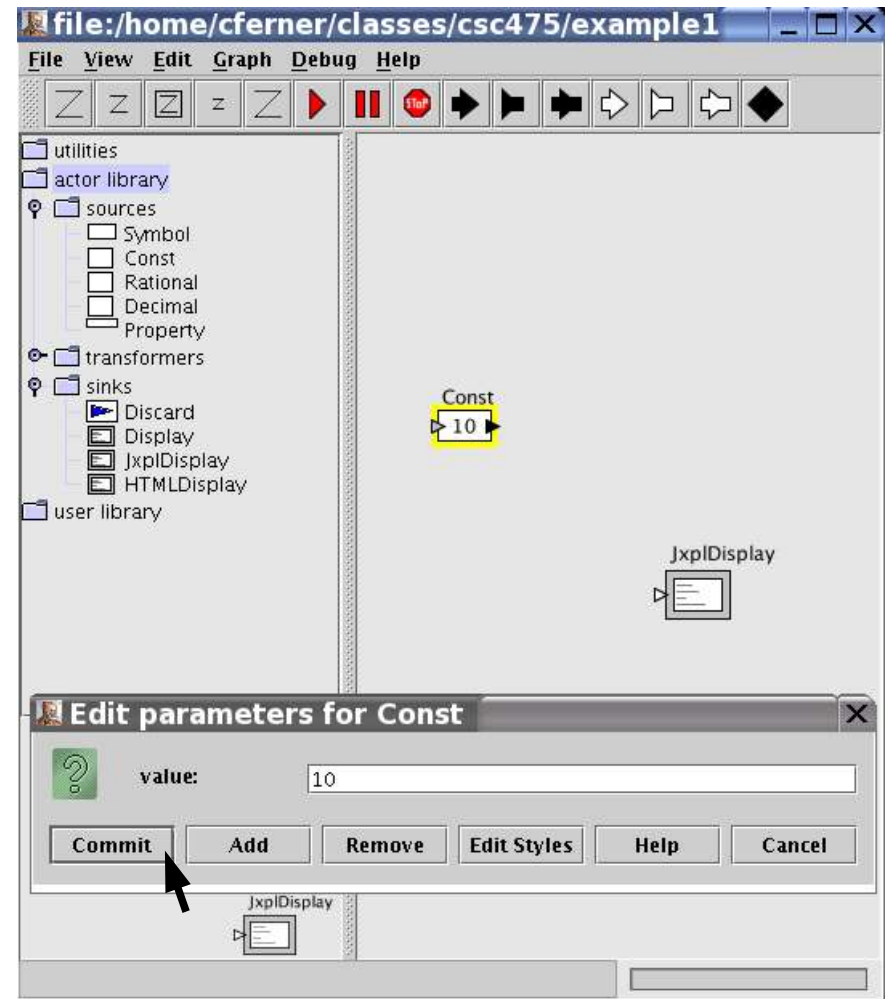 file:/home/cferner/classes/csc475/example1
File View Edit Graph Debug Help
Z Z Z Z Z STOP
utilities
actor library
sources
Symbol
Const
Rational
Decimal
Property
transformers
sinks
Discard
Display
JxplDisplay
HTMLDisplay
user library
Const
10
JxplDisplay
Edit parameters for Const
value: 10
Commit Add Remove Edit Styles Help Cancel
JxplDisplay